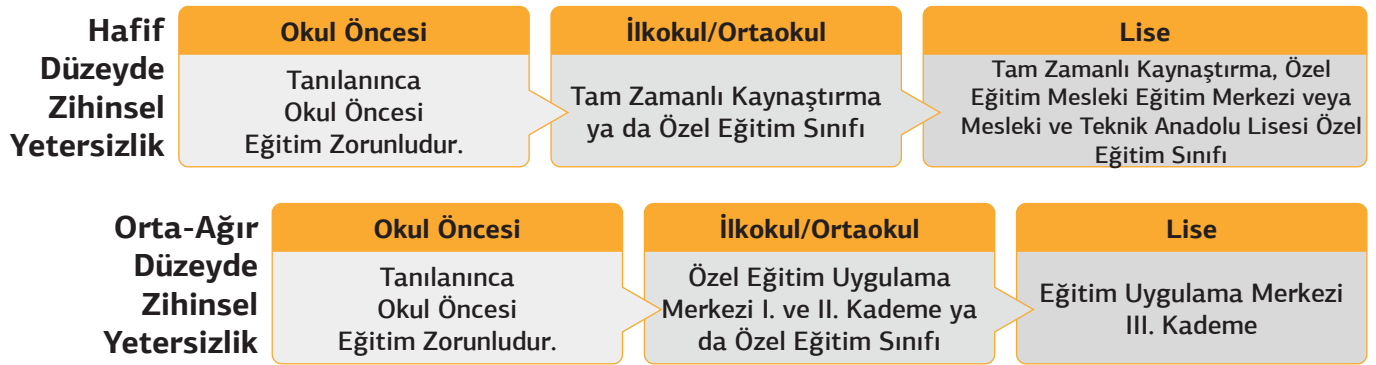 Hafif
Düzeyde
Zihinsel
Yetersizlik
Okul Öncesi
Tanılanınca
Okul Öncesi
Eğitim Zorunludur.
İlkokul/Ortaokul
Tam Zamanlı Kaynaştırma
ya da Özel Eğitim Sınıfı
Lise
Tam Zamanlı Kaynaştırma, Özel
Eğitim Mesleki Eğitim Merkezi veya
Mesleki ve Teknik Anadolu Lisesi Özel
Eğitim Sınıfı
Orta-Ağır
Düzeyde
Zihinsel
Yetersizlik
Okul Öncesi
Tanılanınca
Okul Öncesi
Eğitim Zorunludur.
İlkokul/Ortaokul
Özel Eğitim Uygulama
Merkezi I. ve II. Kademe ya
da Özel Eğitim Sınıfı
Lise
Eğitim Uygulama Merkezi
III. Kademe